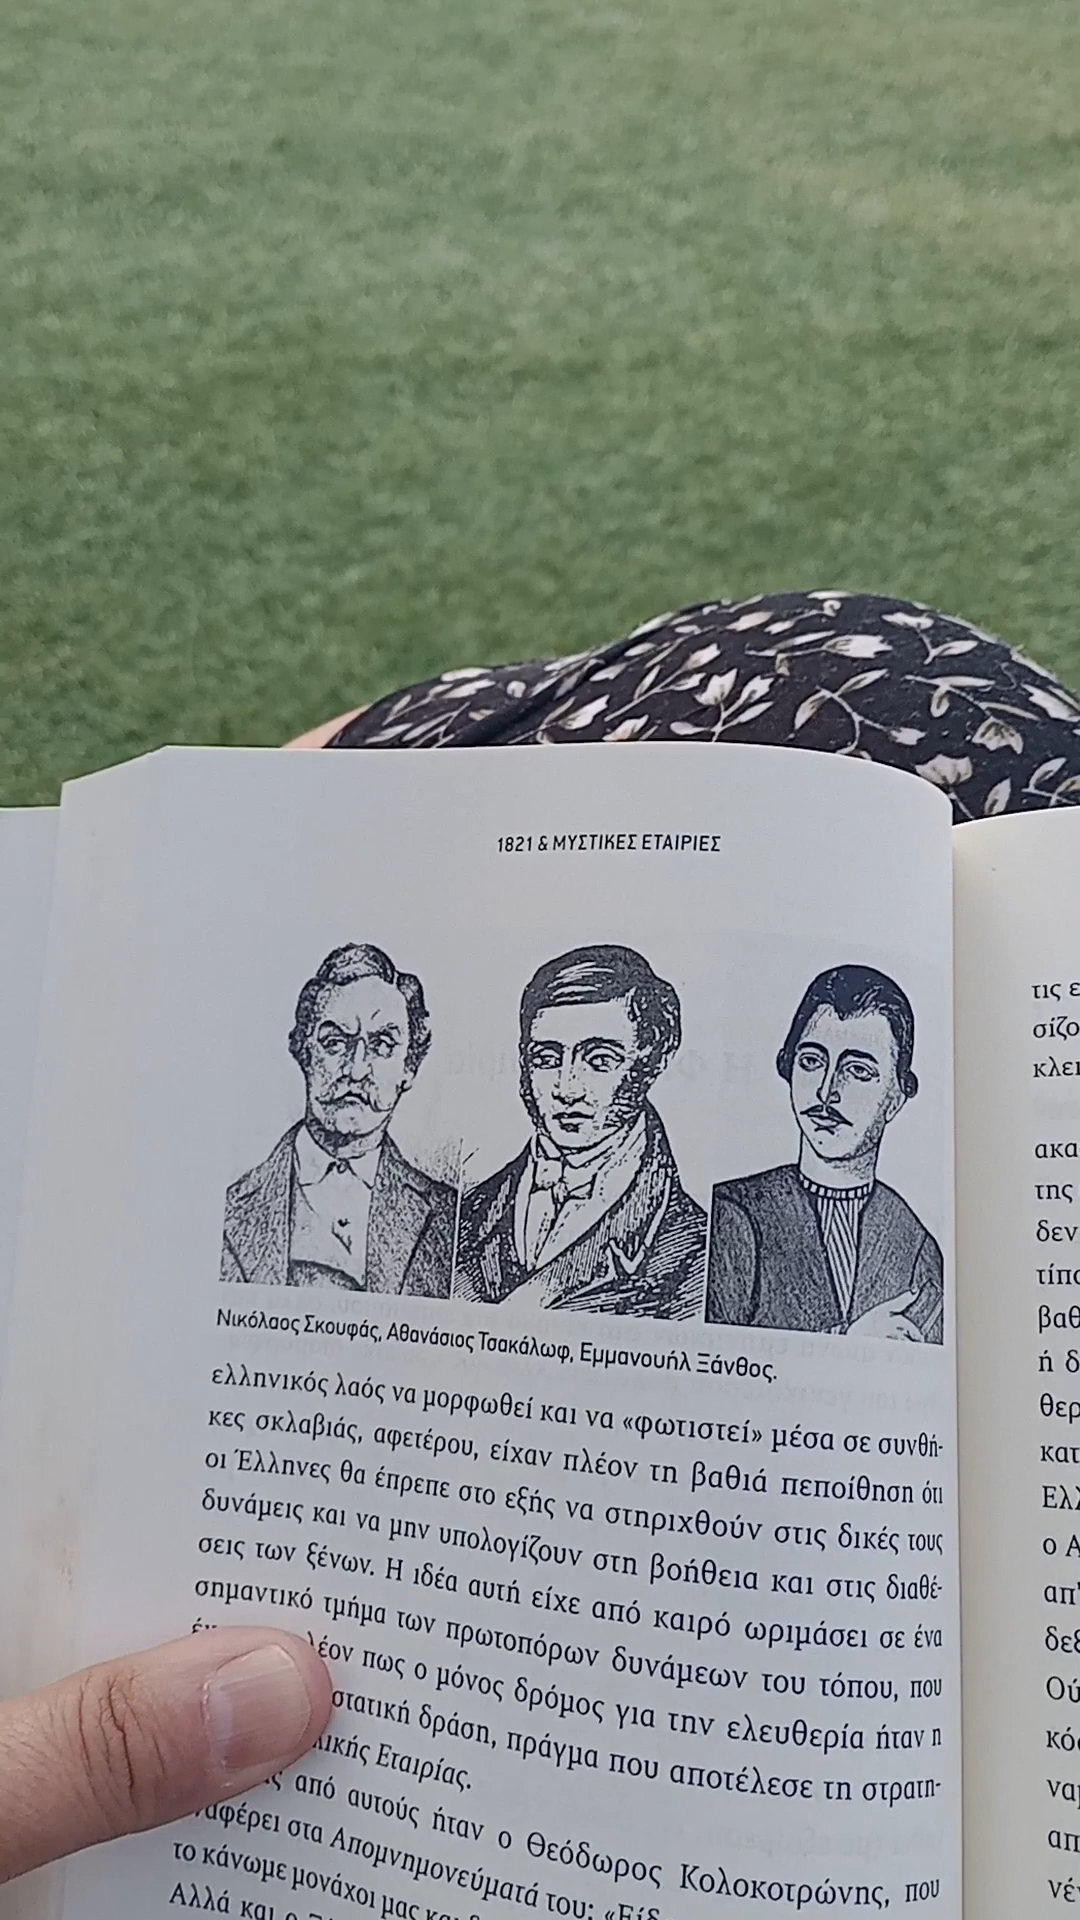 1821 & ΜΥΣΤΙΚΕΣ ΕΤΑΙΡΙΕΣ
Νικόλαος Σκουφάς, Αθανάσιος Τσακάλωφ, Εμμανουήλ Ξάνθος.
ελληνικός λαός να μορφωθεί και να «φωτιστεί» μέσα σε συνθή-
κες σκλαβιάς, αφετέρου, είχαν πλέον τη βαθιά πεποίθηση ότι
οι Έλληνες θα έπρεπε στο εξής να στηριχθούν στις δικές τους
δυνάμεις και να μην υπολογίζουν στη βοήθεια και στις διαθέ-
σεις των ξένων. Η ιδέα αυτή είχε από καιρό ωριμάσει σε ένα
σημαντικό τμήμα των πρωτοπόρων δυνάμεων του τόπου, που
πως ο μόνος δρόμος για την ελευθερία ήταν η
δράση, πράγμα που αποτέλεσε τη στρατη-
Εταιρίας.
από αυτούς ήταν ο Θεόδωρος Κολοκοτρώνης, που
στα Απομνημονεύματά του:
το κάνωμε μονάχοι μας
Αλλά και ο
τις ε
σίζο
κλει
ακα
της
δεν
τίπο
βαθ
ή δ
θερ
κατ
Ελλ
ο Α
απ'
δεξ
Ού
κό
να
απ
νέν